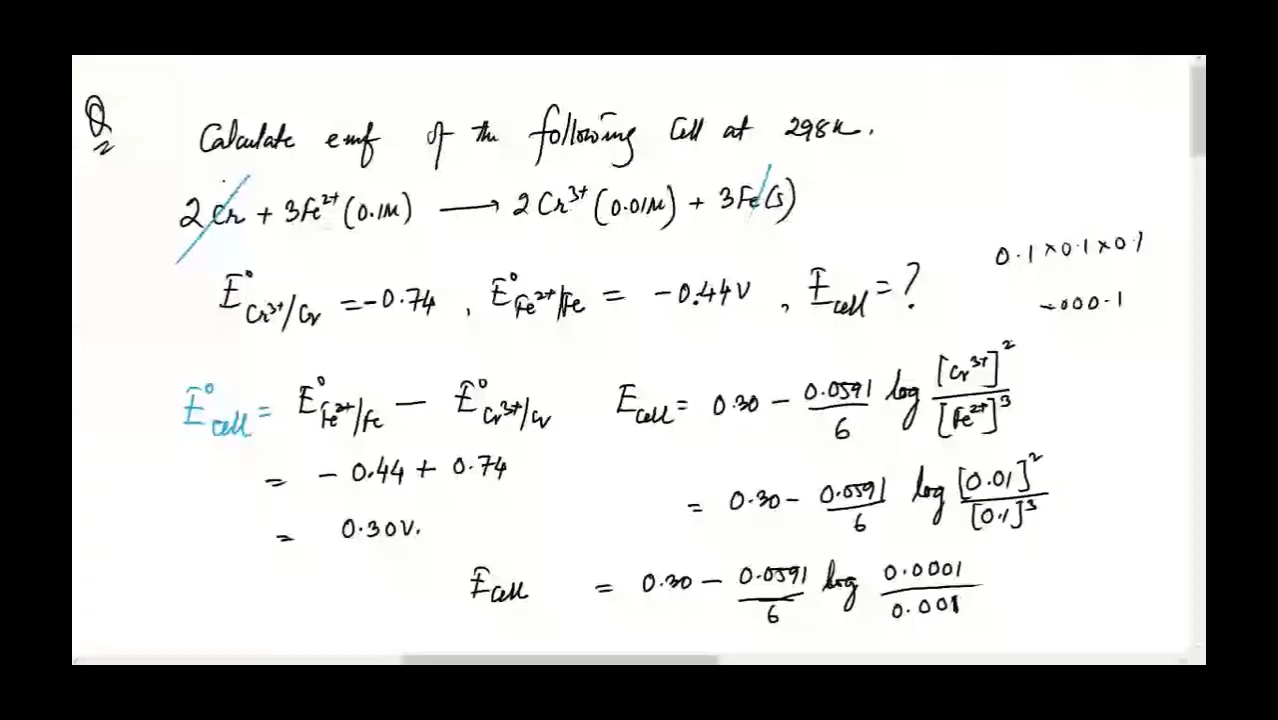 Q
Calculate emf of the following Cell at 298K.
2Cr + 3Fe²⁺ (0.1M) ⟶ 2Cr³⁺ (0.01M) + 3Fe(s)
0.1×0.1×0.1
E°Cr³⁺/Cr = -0.74, E°Fe²⁺/Fe = -0.44V, Ecell = ?
E°cell = E°Fe²⁺/Fe — E°Cr³⁺/Cr
= - 0.44 + 0.74
= 0.30V.
Ecell = 0.30 - 0.0591/6 log [Cr³⁺]²/[Fe²⁺]³
= 0.30 - 0.0591/6 log [0.01]²/[0.1]³
Ecell = 0.30 - 0.0591/6 log 0.0001/0.001